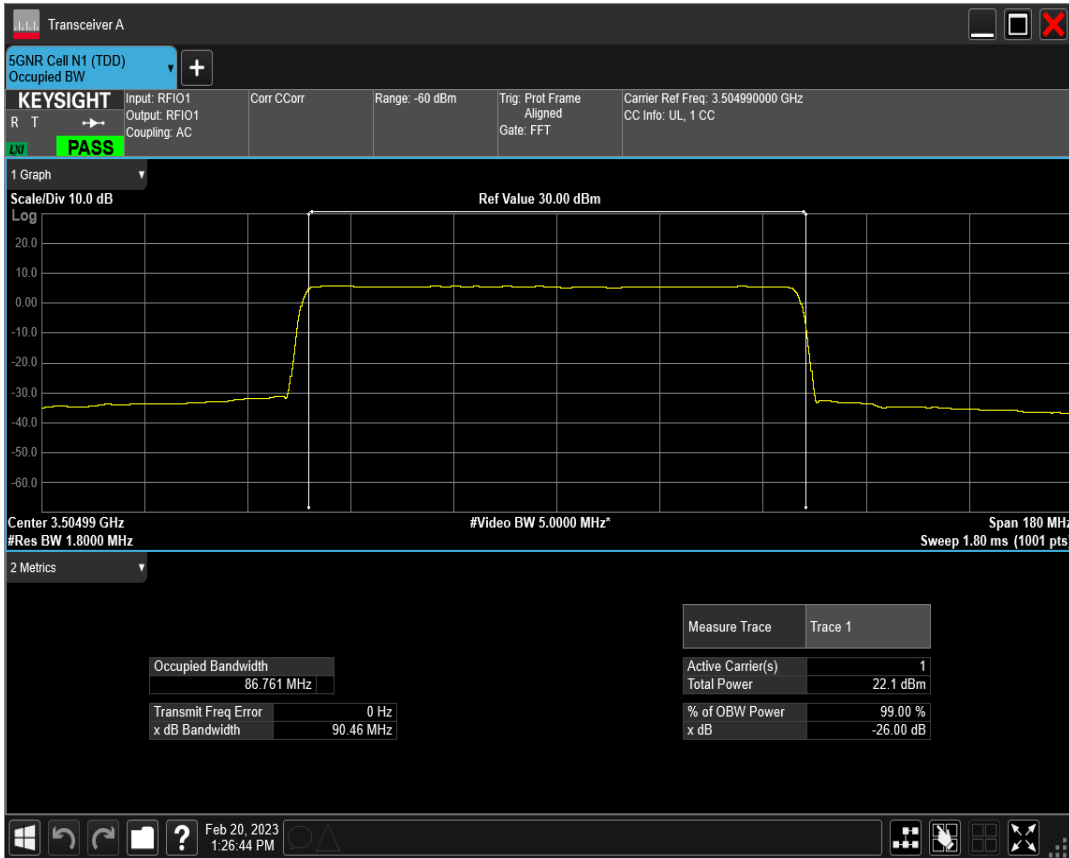 Transceiver A
5GNR Cell N1 (TDD)
Occupied BW
+
KEYSIGHT
R T
LXI
PASS
Input: RFIO1
Output: RFIO1
Coupling: AC
Corr CCorr
Range: -60 dBm
Trig: Prot Frame
Aligned
Gate: FFT
Carrier Ref Freq: 3.504990000 GHz
CC Info: UL, 1 CC
1 Graph
Scale/Div 10.0 dB
Ref Value 30.00 dBm
Log
20.0
10.0
0.00
-10.0
-20.0
-30.0
-40.0
-50.0
-60.0
Center 3.50499 GHz
#Video BW 5.0000 MHz*
Span 180 MHz
#Res BW 1.8000 MHz
Sweep 1.80 ms (1001 pts)
2 Metrics
Measure Trace Trace 1
Occupied Bandwidth
86.761 MHz
Active Carrier(s) 1
Total Power 22.1 dBm
Transmit Freq Error 0 Hz
x dB Bandwidth 90.46 MHz
% of OBW Power 99.00 %
x dB -26.00 dB
?
Feb 20, 2023
1:26:44 PM